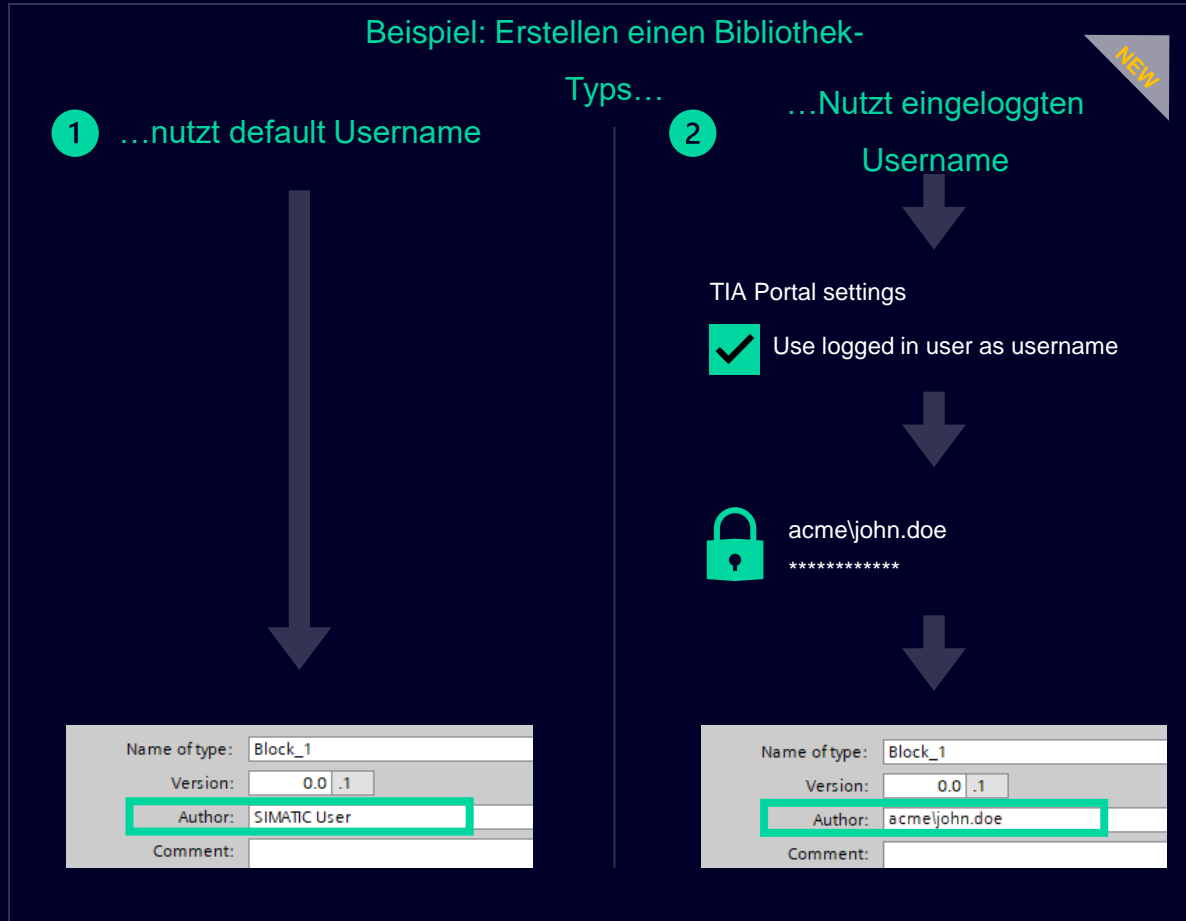 Beispiel: Erstellen einen Bibliothek-
Typs…
NEW
1 …nutzt default Username
2 …Nutzt eingeloggten
Username
TIA Portal settings
Use logged in user as username
acme\john.doe
************
Name of type: Block_1
Version: 0.0 .1
Author: SIMATIC User
Comment:
Name of type: Block_1
Version: 0.0 .1
Author: acme\john.doe
Comment: